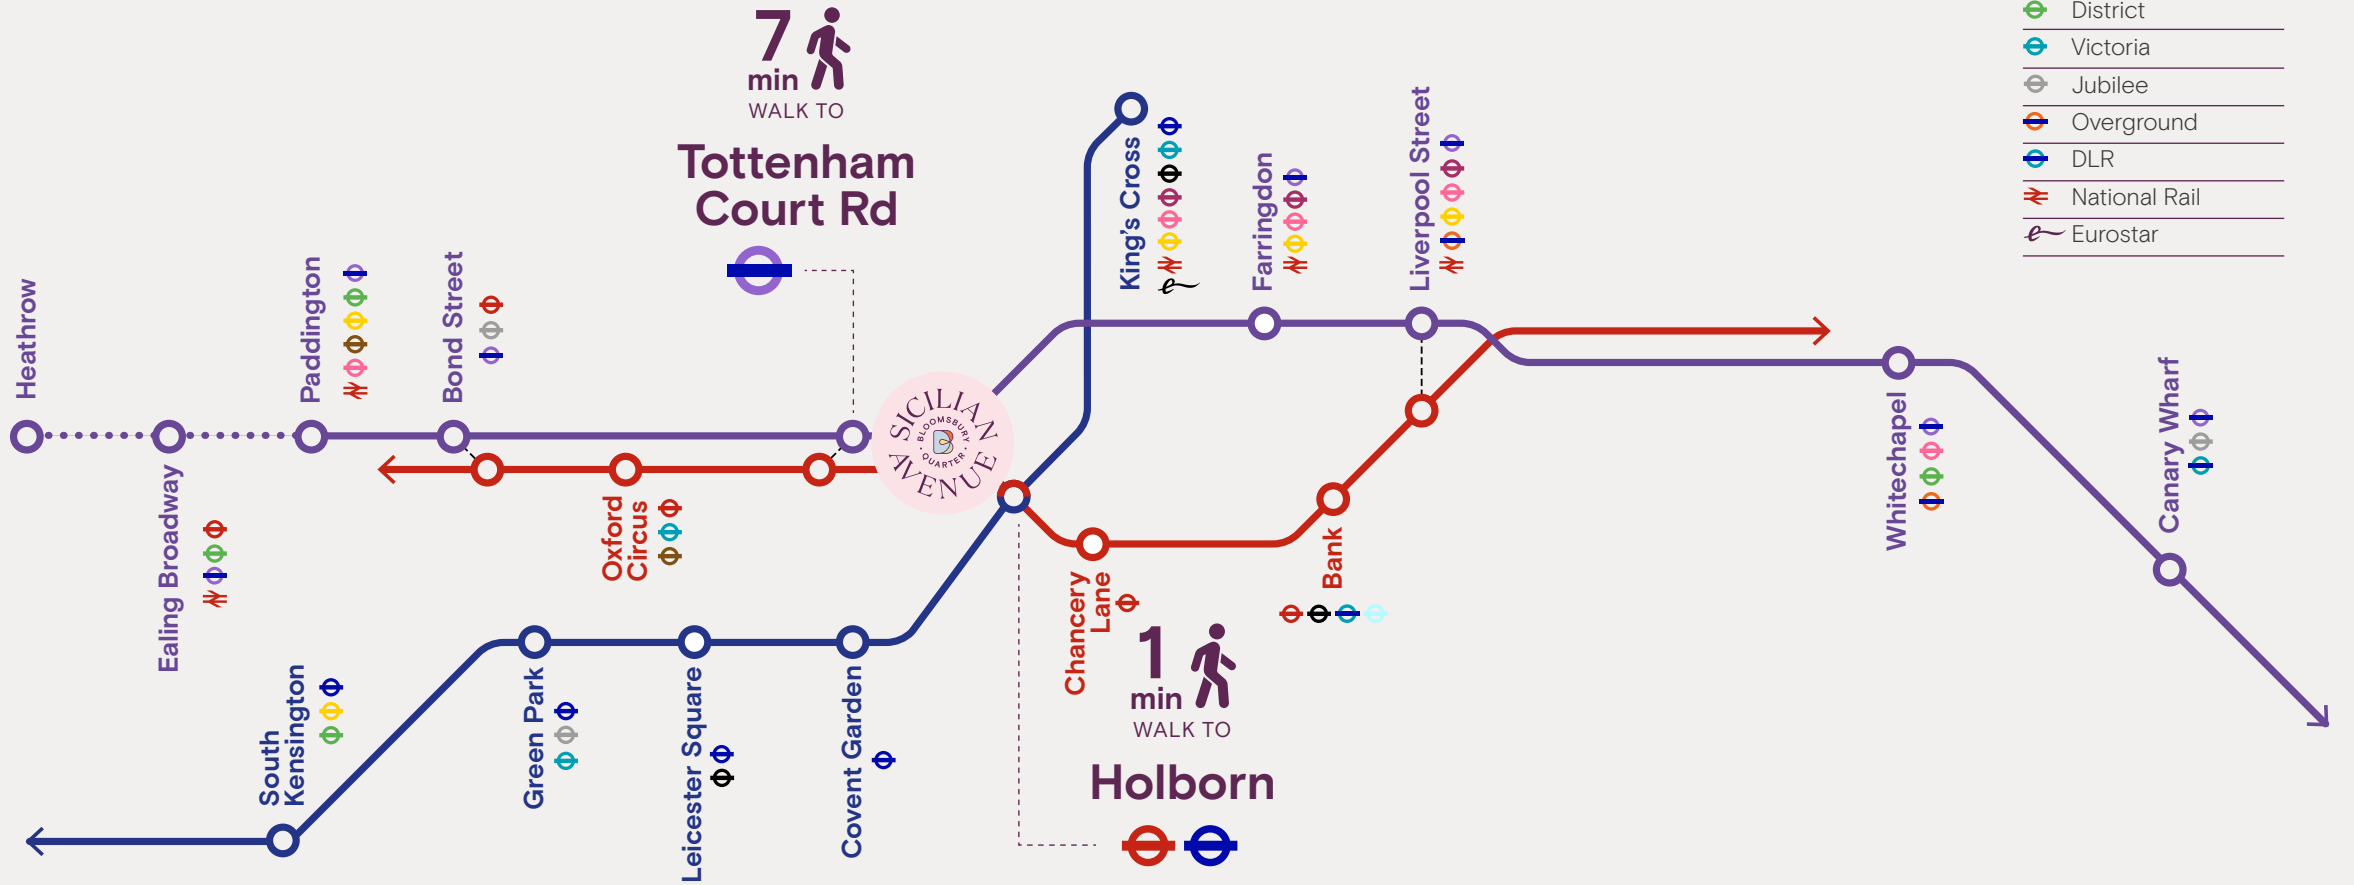 7
min
WALK TO
Tottenham
Court Rd
District
Victoria
Jubilee
Overground
DLR
National Rail
Eurostar
Heathrow
Ealing Broadway
Paddington
Bond Street
Oxford
Circus
SICILIAN
AVENUE
BLOOMSBURY
QUARTER
King's Cross
Farringdon
Liverpool Street
Chancery
Lane
Bank
Whitechapel
Canary Wharf
South
Kensington
Green Park
Leicester Square
Covent Garden
1
min
WALK TO
Holborn